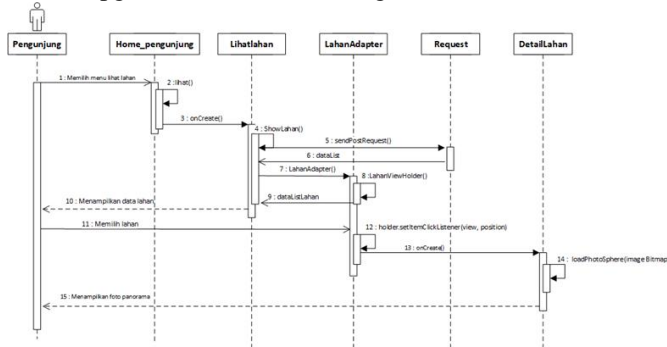 Pengunjung
Home_pengunjung
Lihatlahan
LahanAdapter
Request
DetailLahan
1 : Memilih menu lihat lahan
2 : lihat()
3 : onCreate()
4 : ShowLahan()
5 : sendPostRequest()
6 : dataList
7 : LahanAdapter()
8 : LahanViewHolder()
9 : dataListLahan
10 : Menampilkan data lahan
11 : Memilih lahan
12 : holder.setItemClickListener(view, position)
13 : onCreate()
14 : loadPhotoSphere(image Bitmap
15 : Menampilkan foto panorama